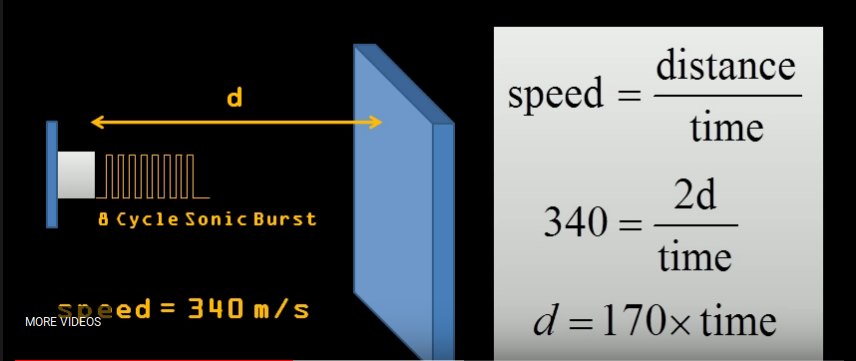 d
8 Cycle Sonic Burst
speed = 340 m/s
MORE VIDEOS
speed = distance / time
340 = 2d / time
d = 170× time